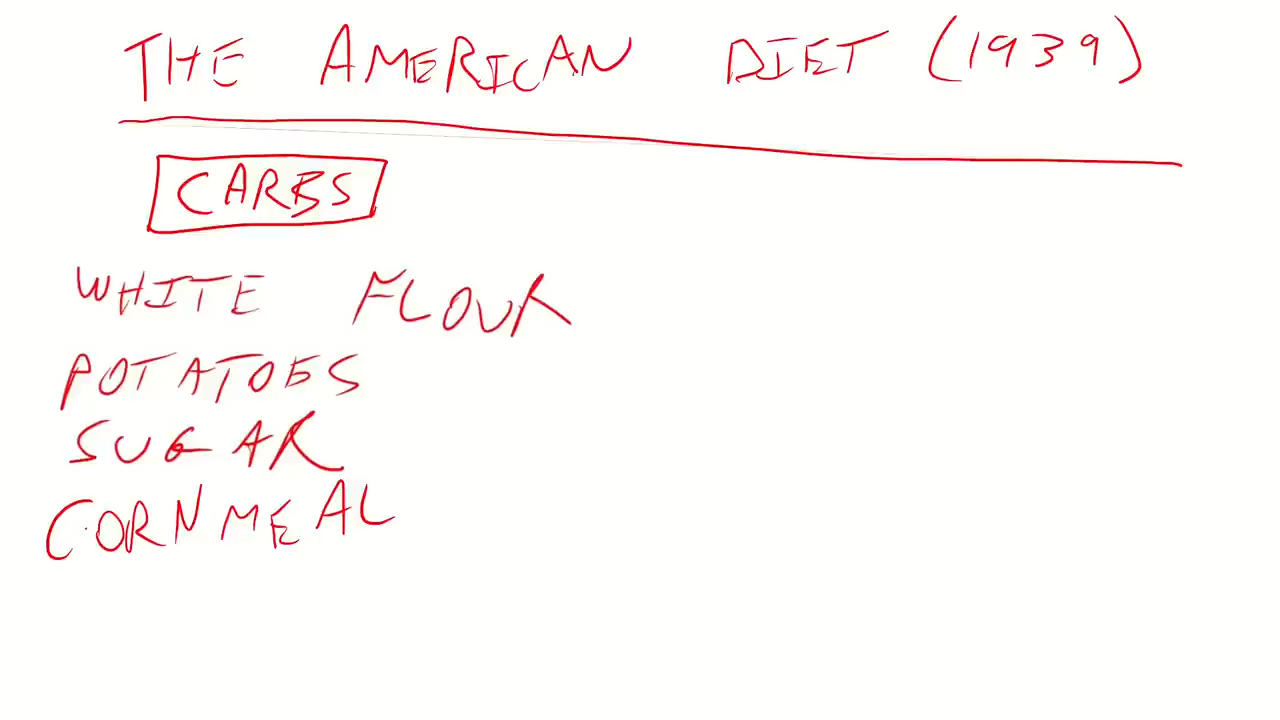 THE AMERICAN DIET (1939)
CARBS
WHITE FLOUR
POTATOES
SUGAR
CORNMEAL